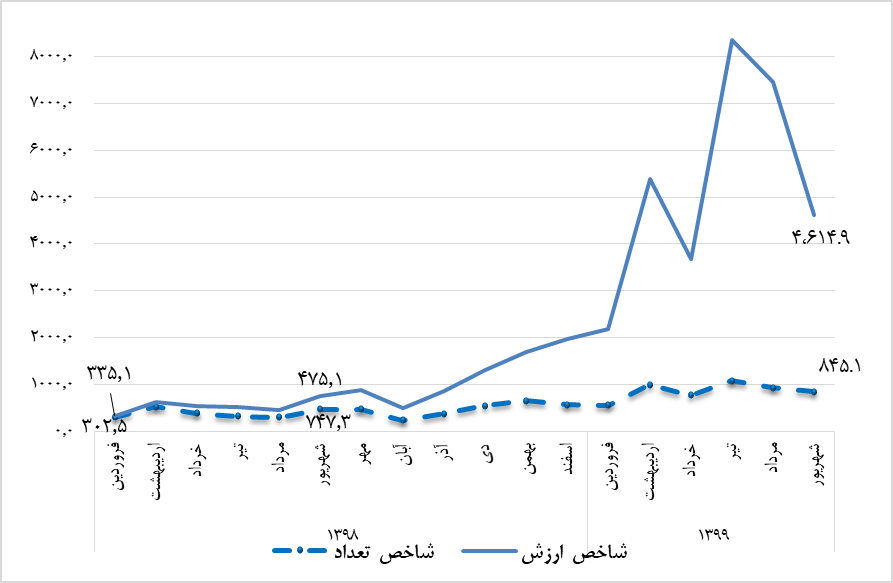 ۸۰۰۰,۰
۷۰۰۰,۰
۶۰۰۰,۰
۵۰۰۰,۰
۴۰۰۰,۰
۳۰۰۰,۰
۲۰۰۰,۰
۱۰۰۰,۰
۰,۰
۳۳۵,۱
۳۰۲,۵
۴۷۵,۱
۷۴۷,۳
۴،۶۱۴.۹
۸۴۵.۱
فروردین
اردیبهشت
خرداد
تیر
مرداد
شهریور
مهر
آبان
آذر
دی
بهمن
اسفند
فروردین
اردیبهشت
خرداد
تیر
مرداد
شهریور
۱۳۹۸
۱۳۹۹
شاخص تعداد
شاخص ارزش